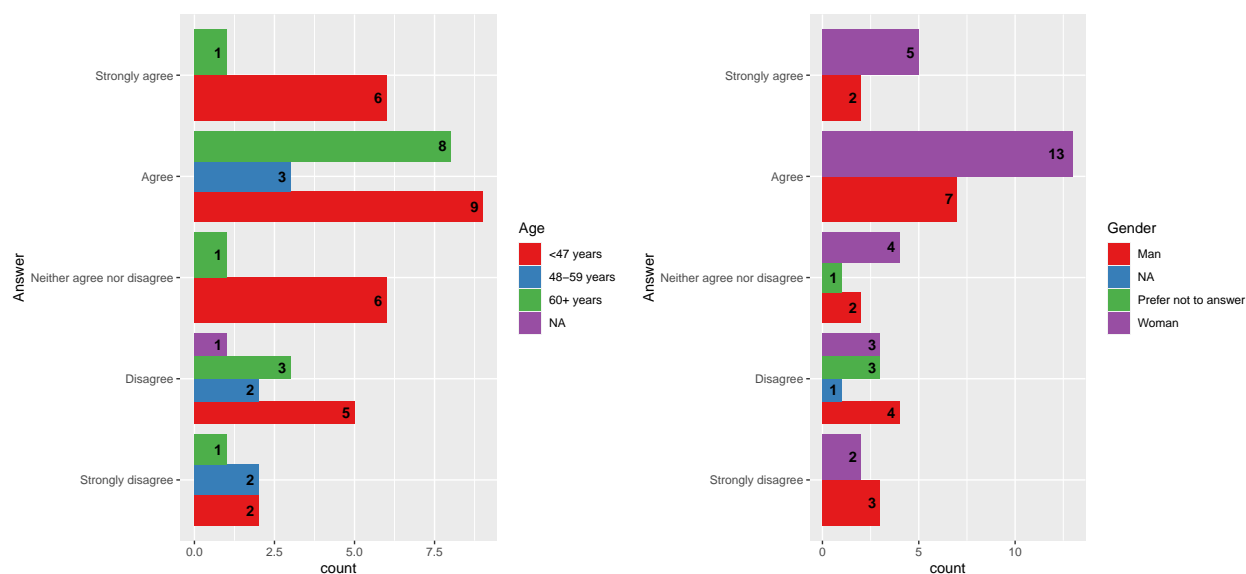 Answer
Strongly agree
Agree
Neither agree nor disagree
Disagree
Strongly disagree
1
6
8
3
9
1
6
1
3
2
5
1
2
2
0.0
2.5
5.0
7.5
count
Age
<47 years
48–59 years
60+ years
NA
Answer
Strongly agree
Agree
Neither agree nor disagree
Disagree
Strongly disagree
5
2
13
7
4
1
2
3
3
1
4
2
3
0
5
10
count
Gender
Man
NA
Prefer not to answer
Woman